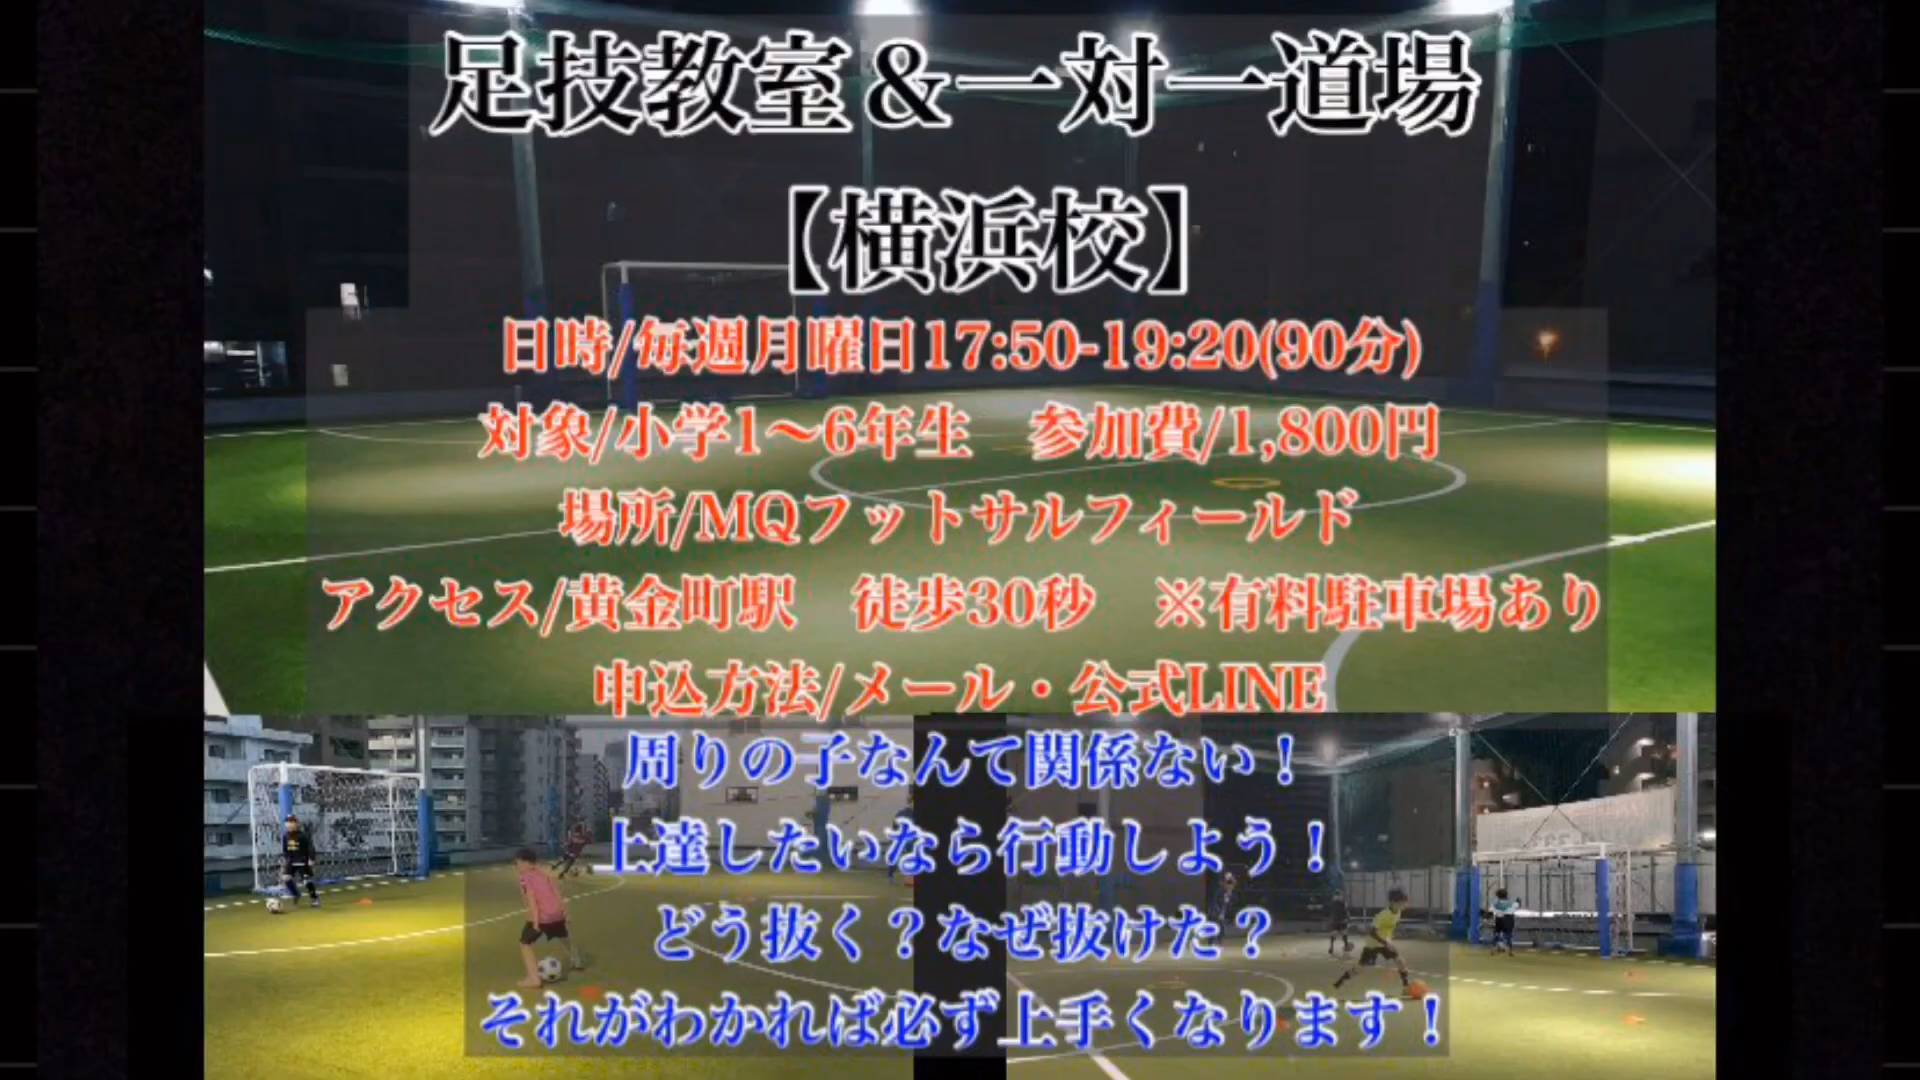 足技教室&一対一道場
【横浜校】
日時/毎週月曜日17:50-19:20(90分)
対象/小学1〜6年生　参加費/1,800円
場所/MQフットサルフィールド
アクセス/黄金町駅　徒歩30秒　※有料駐車場あり
申込方法/メール・公式LINE
周りの子なんて関係ない！
上達したいなら行動しよう！
どう抜く？なぜ抜けた？
それがわかれば必ず上手くなります！